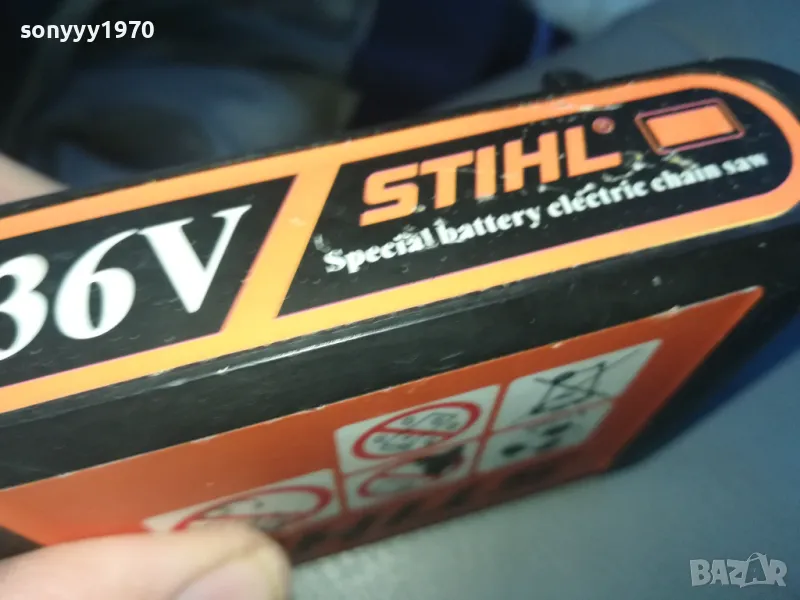 sonyyy1970
36V
STIHL®
Special battery electric chain saw
BAZAR